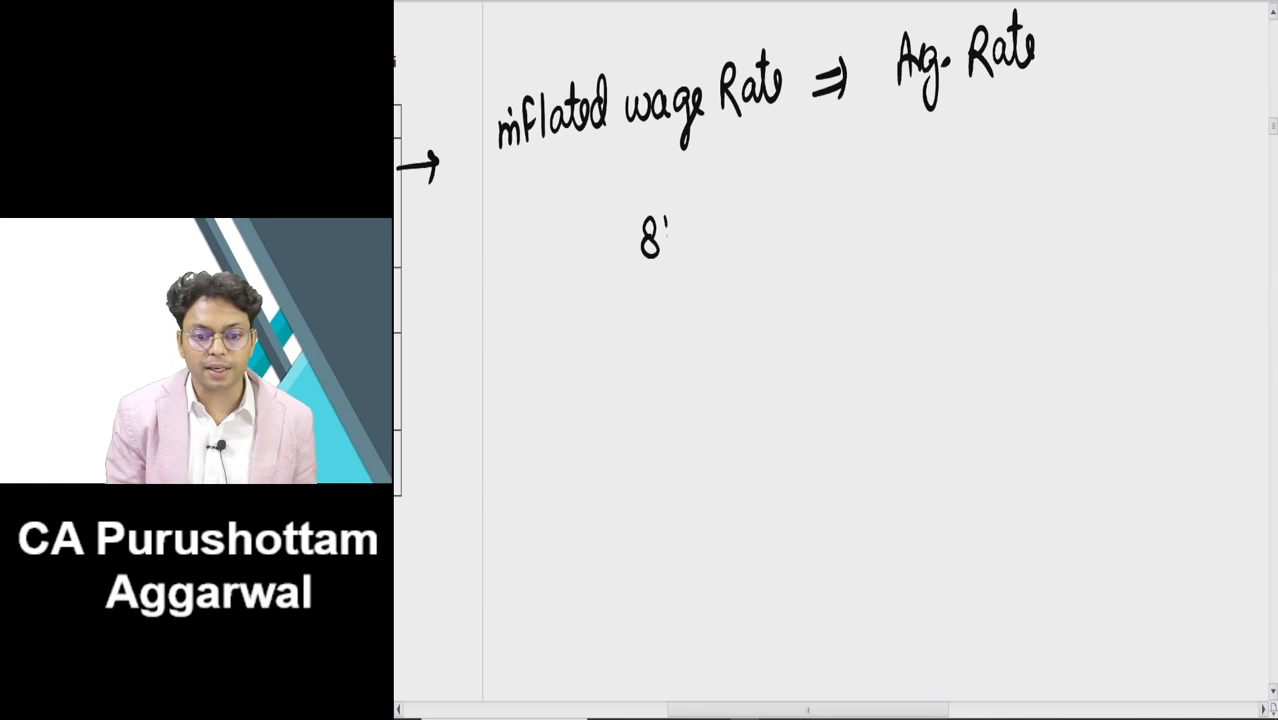 inflated wage Rate ⇒ Avg. Rate
→
8'
CA Purushottam
Aggarwal